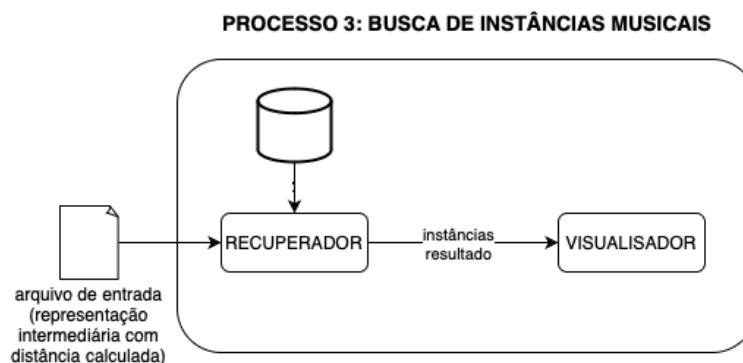 PROCESSO 3: BUSCA DE INSTÂNCIAS MUSICAIS
RECUPERADOR
instâncias
resultado
VISUALISADOR
arquivo de entrada
(representação
intermediária com
distância calculada)